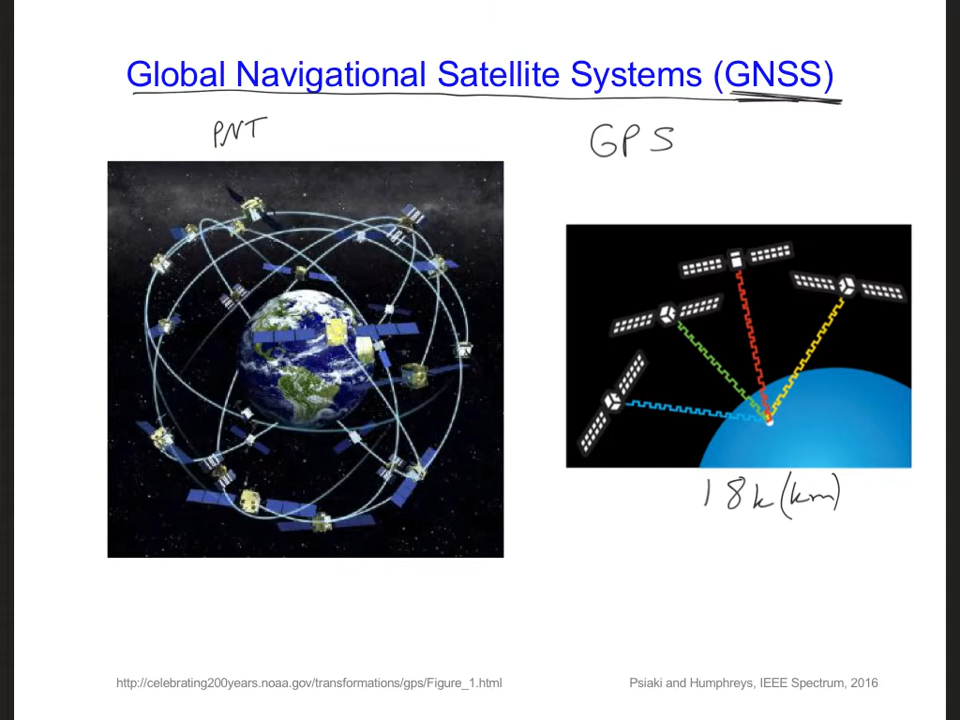 Global Navigational Satellite Systems (GNSS)
PNT
GPS
18k (km)
http://celebrating200years.noaa.gov/transformations/gps/Figure_1.html
Psiaki and Humphreys, IEEE Spectrum, 2016